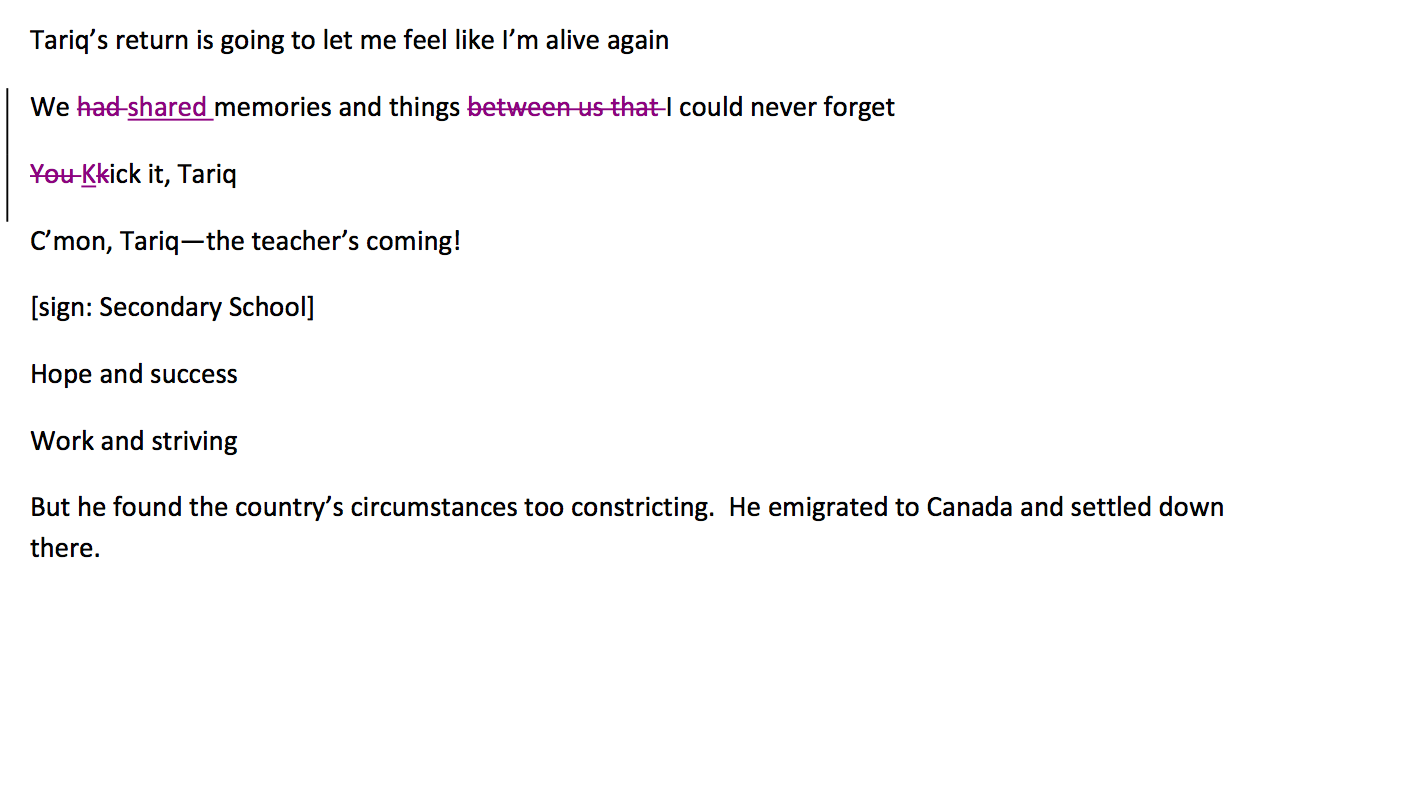 Tariq’s return is going to let me feel like I’m alive again
We had shared memories and things between us that I could never forget
You Kkick it, Tariq
C’mon, Tariq—the teacher’s coming!
[sign: Secondary School]
Hope and success
Work and striving
But he found the country’s circumstances too constricting.  He emigrated to Canada and settled down
there.